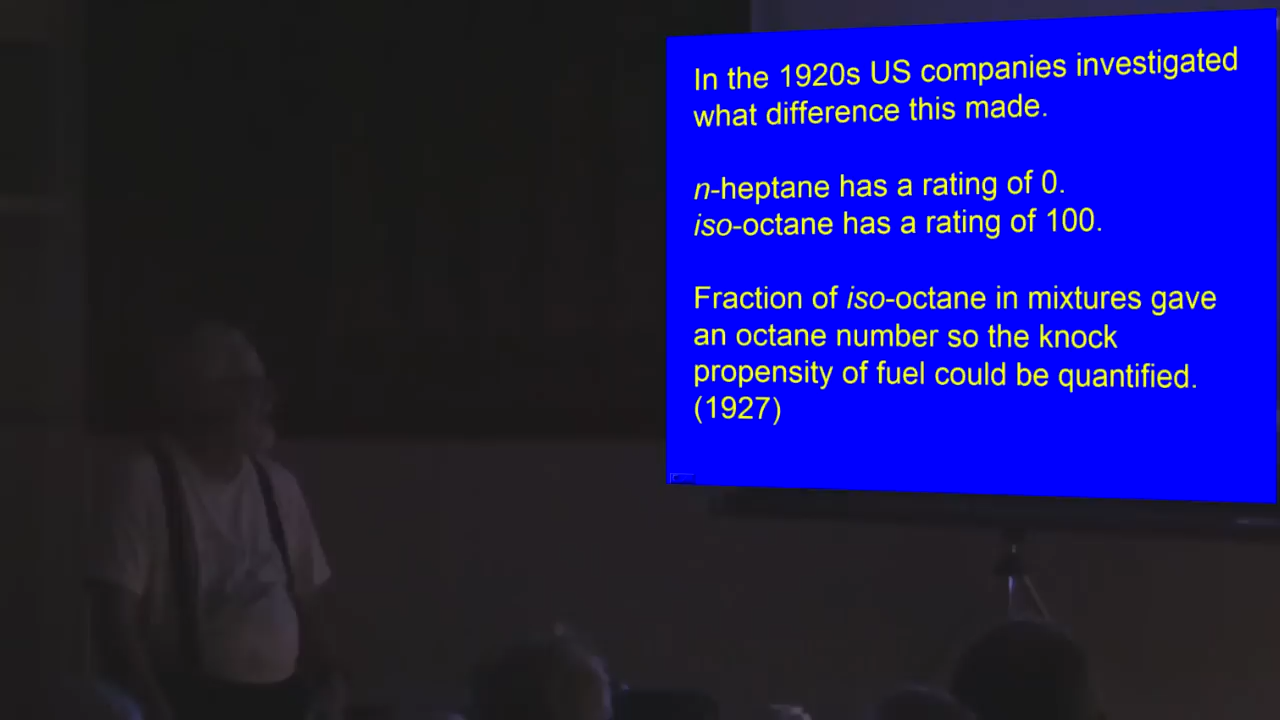 In the 1920s US companies investigated
what difference this made.
n-heptane has a rating of 0.
iso-octane has a rating of 100.
Fraction of iso-octane in mixtures gave
an octane number so the knock
propensity of fuel could be quantified.
(1927)